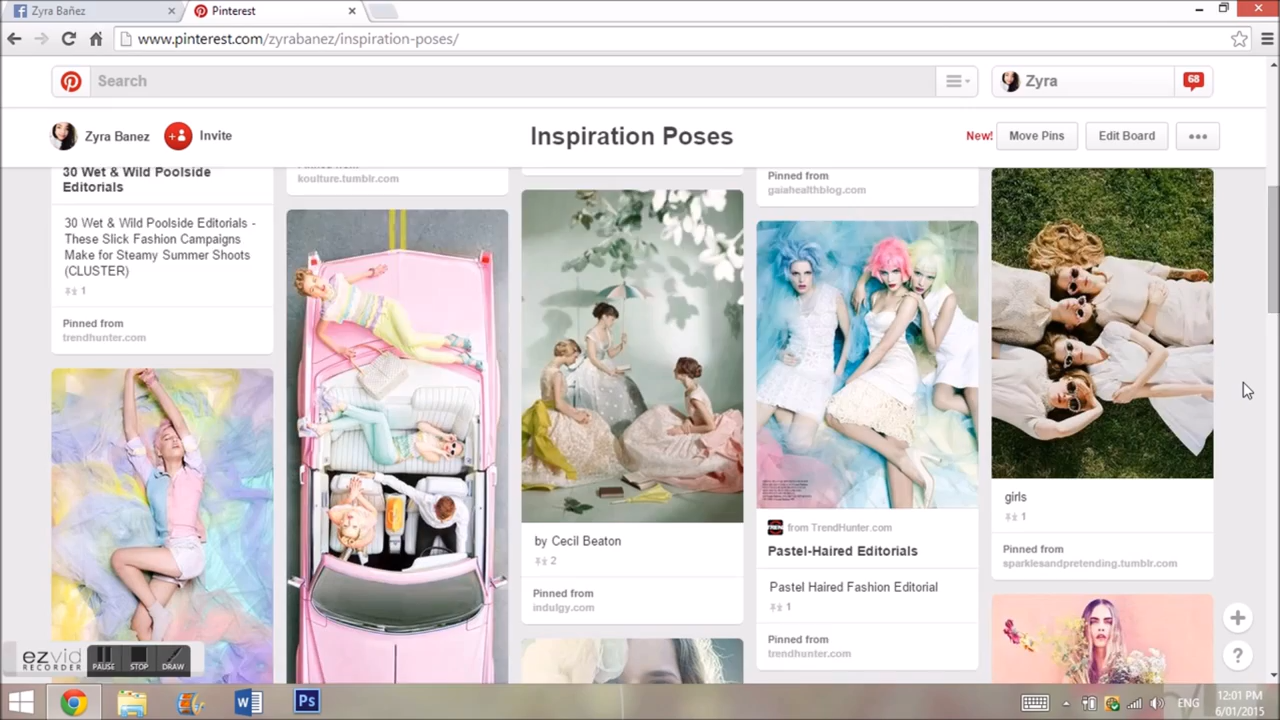 Zyra Bañez
Pinterest
www.pinterest.com/zyrabanez/inspiration-poses/
Search
Zyra
68
Zyra Banez
Invite
Inspiration Poses
New!
Move Pins
Edit Board
30 Wet & Wild Poolside
Editorials
30 Wet & Wild Poolside Editorials -
These Slick Fashion Campaigns
Make for Steamy Summer Shoots
(CLUSTER)
1
Pinned from
trendhunter.com
koulture.tumblr.com
by Cecil Beaton
2
Pinned from
indulgy.com
Pinned from
gaiahealthblog.com
from TrendHunter.com
Pastel-Haired Editorials
Pastel Haired Fashion Editorial
1
Pinned from
trendhunter.com
girls
1
Pinned from
sparklesandpretending.tumblr.com
ezvid
RECORDER
PAUSE
STOP
DRAW
ENG
12:01 PM
6/01/2015